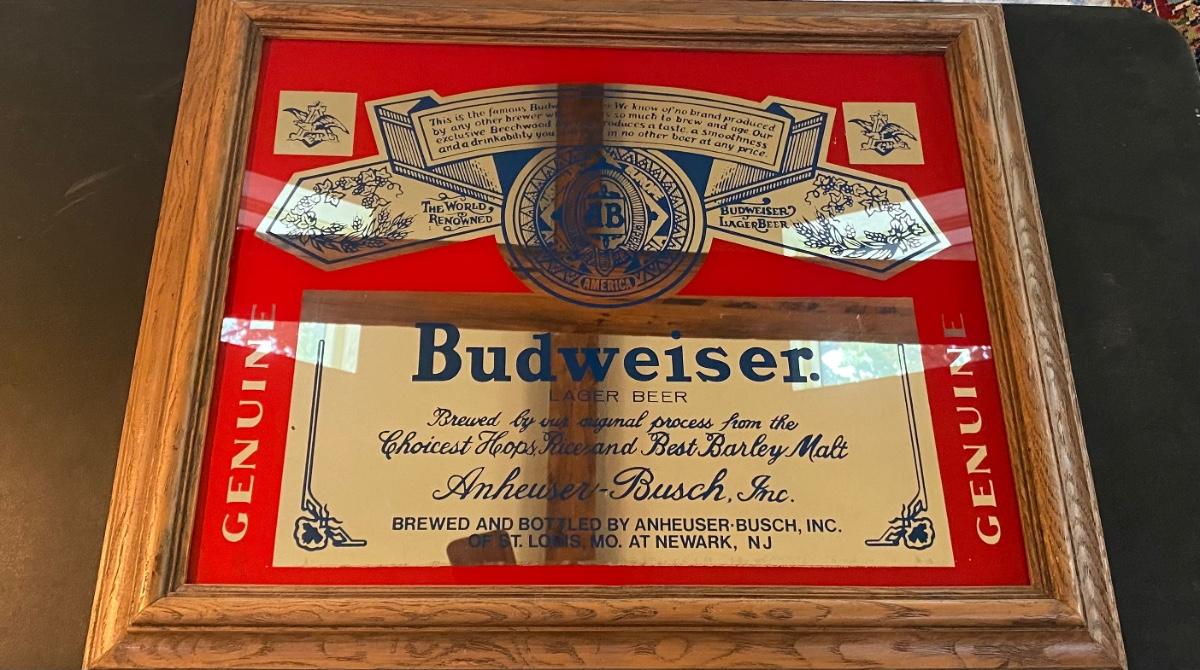 This is the famous Budw We know of no brand produced
by any other brewer wh s so much to brew and age Our
exclusive Beechwood roduces a taste, a smoothness
and a drinkability you in no other beer at any price.
THE WORLD
RENOWNED
BUDWEISER
LAGER BEER
AB
AMERICA
GENUINE
GENUINE
Budweiser.
LAGER BEER
Brewed by our original process from the
Choicest Hops, Rice and Best Barley Malt
Anheuser-Busch, Inc.
BREWED AND BOTTLED BY ANHEUSER·BUSCH, INC.
OF ST. LOUIS, MO. AT NEWARK, NJ